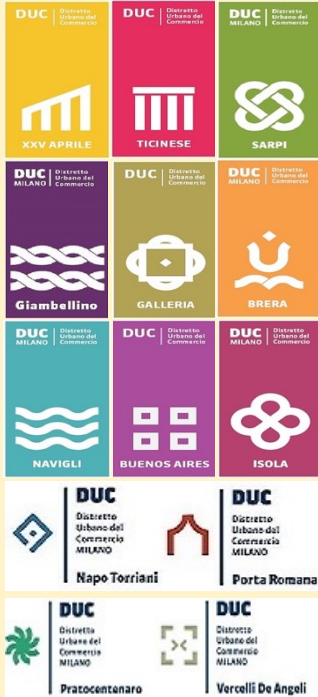 DUC Distretto
Urbano del
Commercio
XXV APRILE
DUC Distretto
Urbano del
Commercio
TICINESE
DUC Distretto
MILANO Urbano del
Commercio
SARPI
DUC Distretto
MILANO Urbano del
Commercio
Giambellino
DUC Distretto
Urbano del
Commercio
GALLERIA
DUC Distretto
MILANO Urbano del
Commercio
BRERA
DUC Distretto
MILANO Urbano del
Commercio
NAVIGLI
DUC Distretto
Urbano del
Commercio
BUENOS AIRES
DUC Distretto
MILANO Urbano del
Commercio
ISOLA
DUC
Distretto
Urbano del
Commercio
MILANO
Napo Torriani
DUC
Distretto
Urbano del
Commercio
MILANO
Porta Romana
DUC
Distretto
Urbano del
Commercio
MILANO
Pratocentenaro
DUC
Distretto
Urbano del
Commercio
MILANO
Vercelli De Angeli